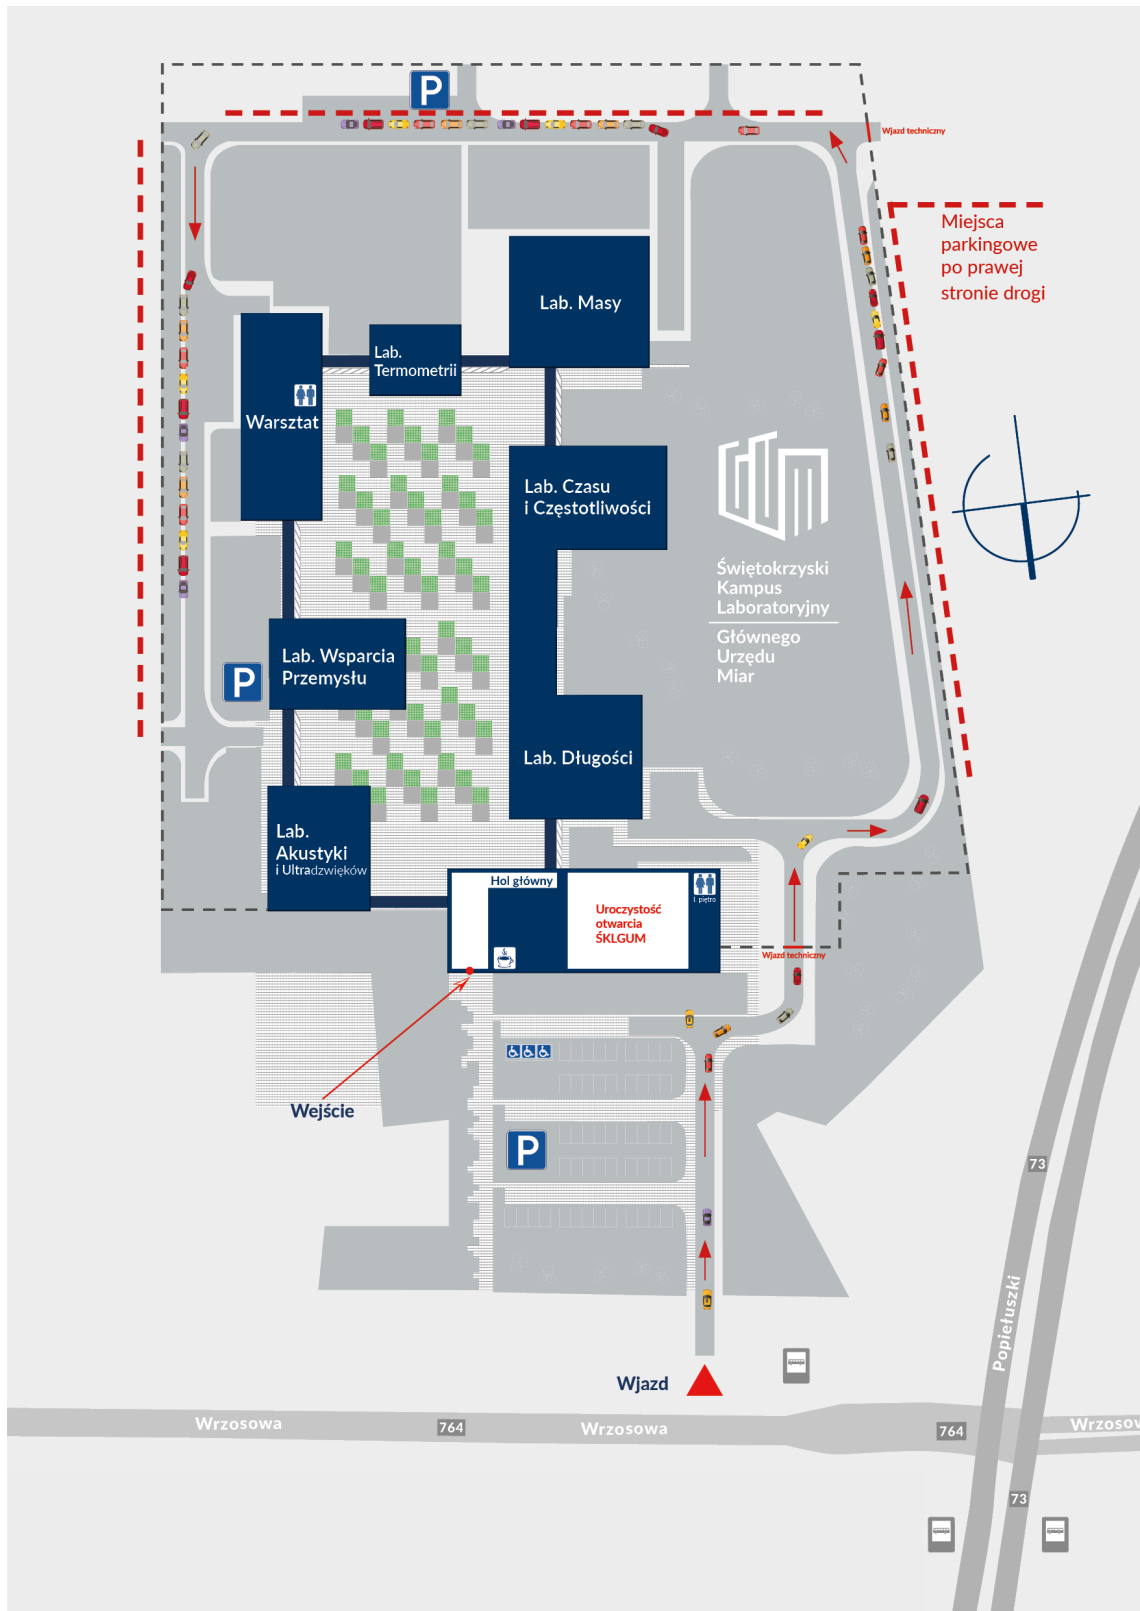 P
Wjazd techniczny
Miejsca
parkingowe
po prawej
stronie drogi
Lab. Masy
Lab.
Termometrii
Warsztat
Lab. Czasu
i Częstotliwości
Świętokrzyski
Kampus
Laboratoryjny
Głównego
Urzędu
Miar
Lab. Wsparcia
Przemysłu
P
Lab. Długości
Lab.
Akustyki
i Ultradzwięków
Hol główny
Uroczystość
otwarcia
ŚKLGUM
I. piętro
Wjazd techniczny
Wejście
P
73
Popiełuszki
Wjazd
Wrzosowa
764
Wrzosowa
764
Wrzosow
73